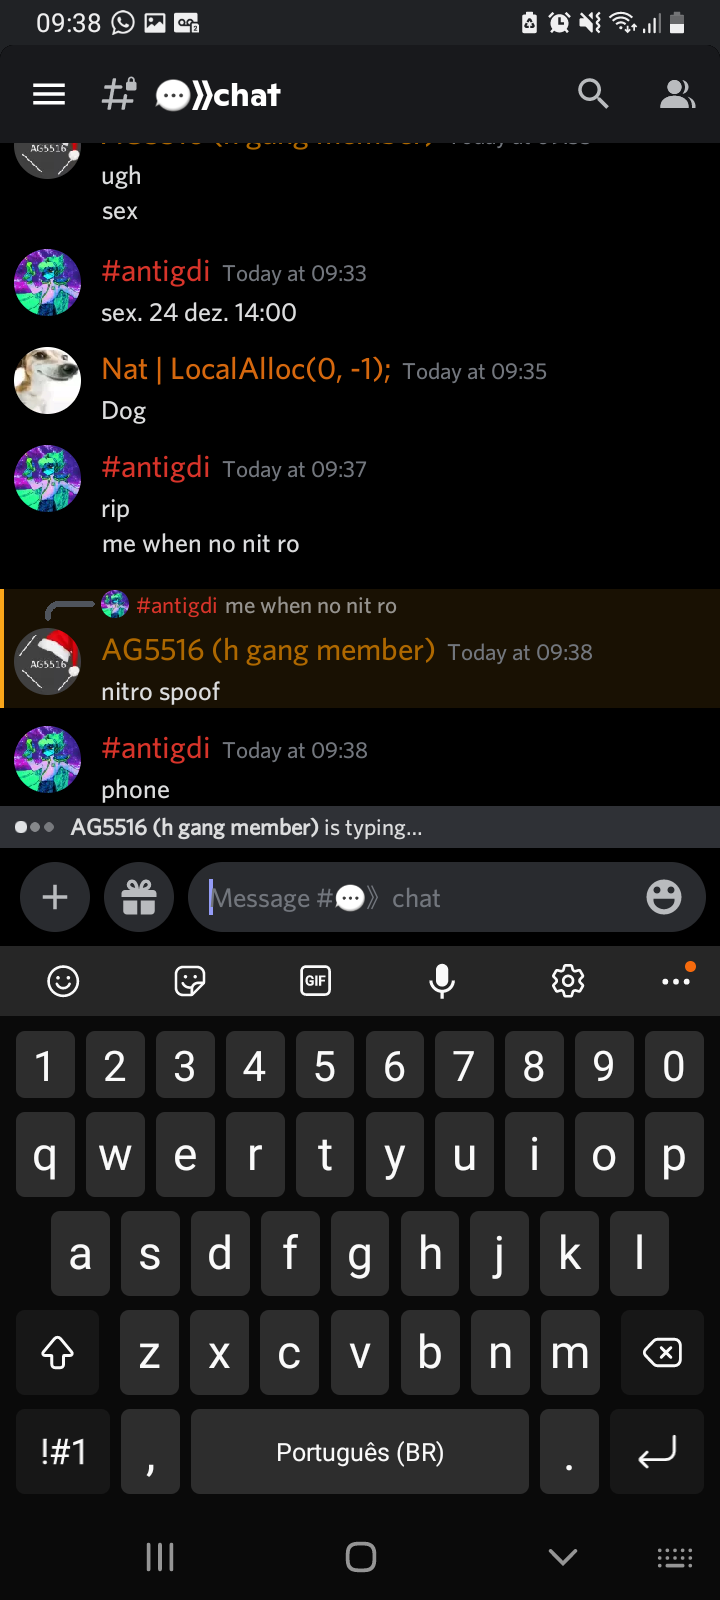 09:38
# 💬》chat
AG5516 (h gang member)
ugh
sex
#antigdi Today at 09:33
sex. 24 dez. 14:00
Nat | LocalAlloc(0, -1); Today at 09:35
Dog
#antigdi Today at 09:37
rip
me when no nit ro
#antigdi me when no nit ro
AG5516
AG5516 (h gang member) Today at 09:38
nitro spoof
#antigdi Today at 09:38
phone
AG5516 (h gang member) is typing...
Message #💬》 chat
GIF
1 2 3 4 5 6 7 8 9 0
q w e r t y u i o p
a s d f g h j k l
z x c v b n m
!#1 , Português (BR) .